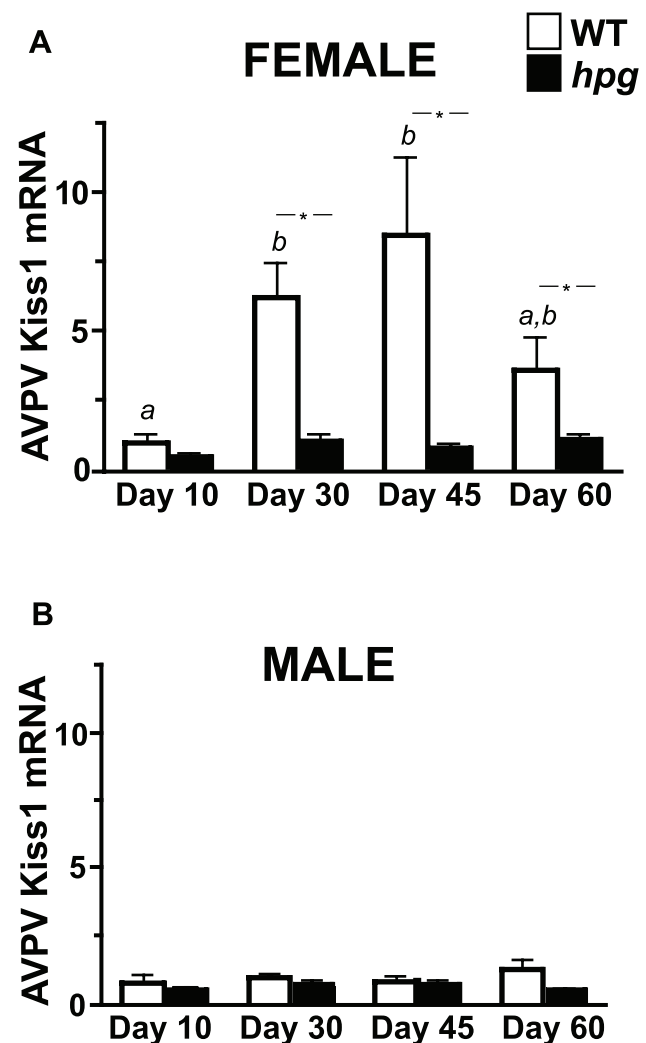 A
FEMALE
WT
hpg
AVPV Kiss1 mRNA
10
5
0
a
b
*
b
*
a,b
*
Day 10 Day 30 Day 45 Day 60
B
MALE
AVPV Kiss1 mRNA
10
5
0
Day 10 Day 30 Day 45 Day 60